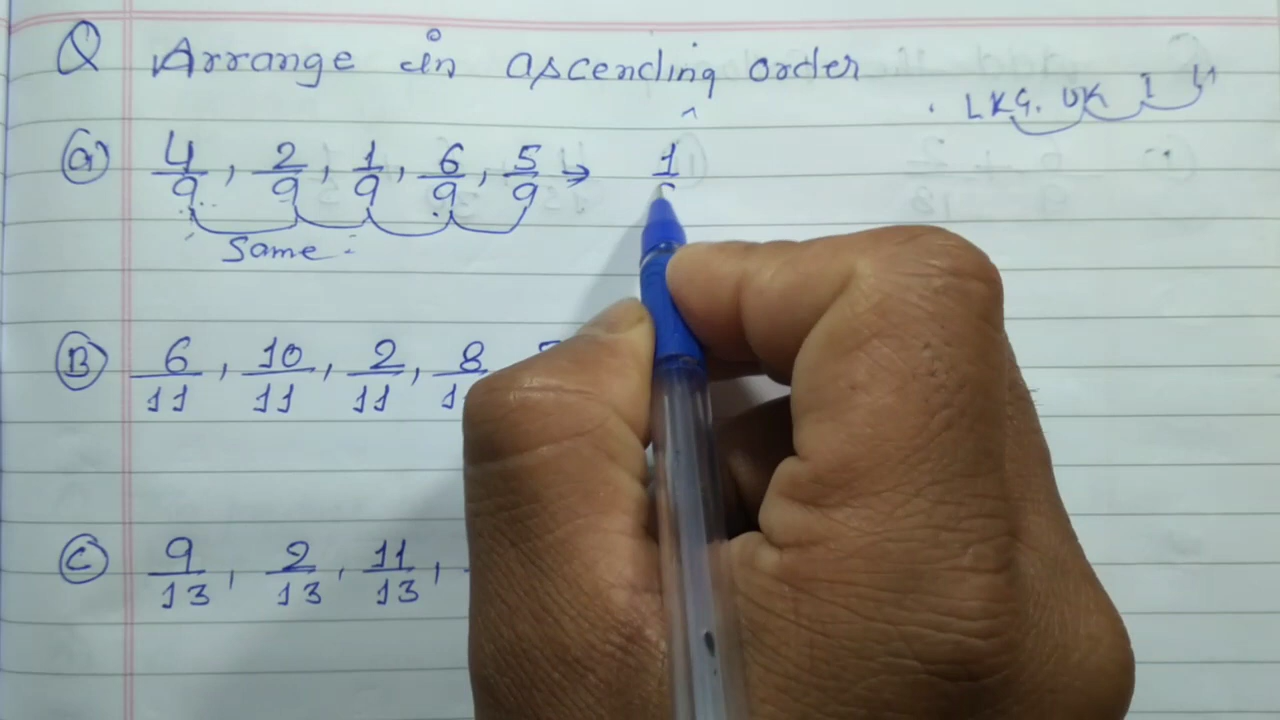 Q Arrange in ascending order
LKG. UK I
(a) 4/9, 2/9, 1/9, 6/9, 5/9 → 1
Same
(B) 6/11, 10/11, 2/11, 8
(C) 9/13, 2/13, 11/13,